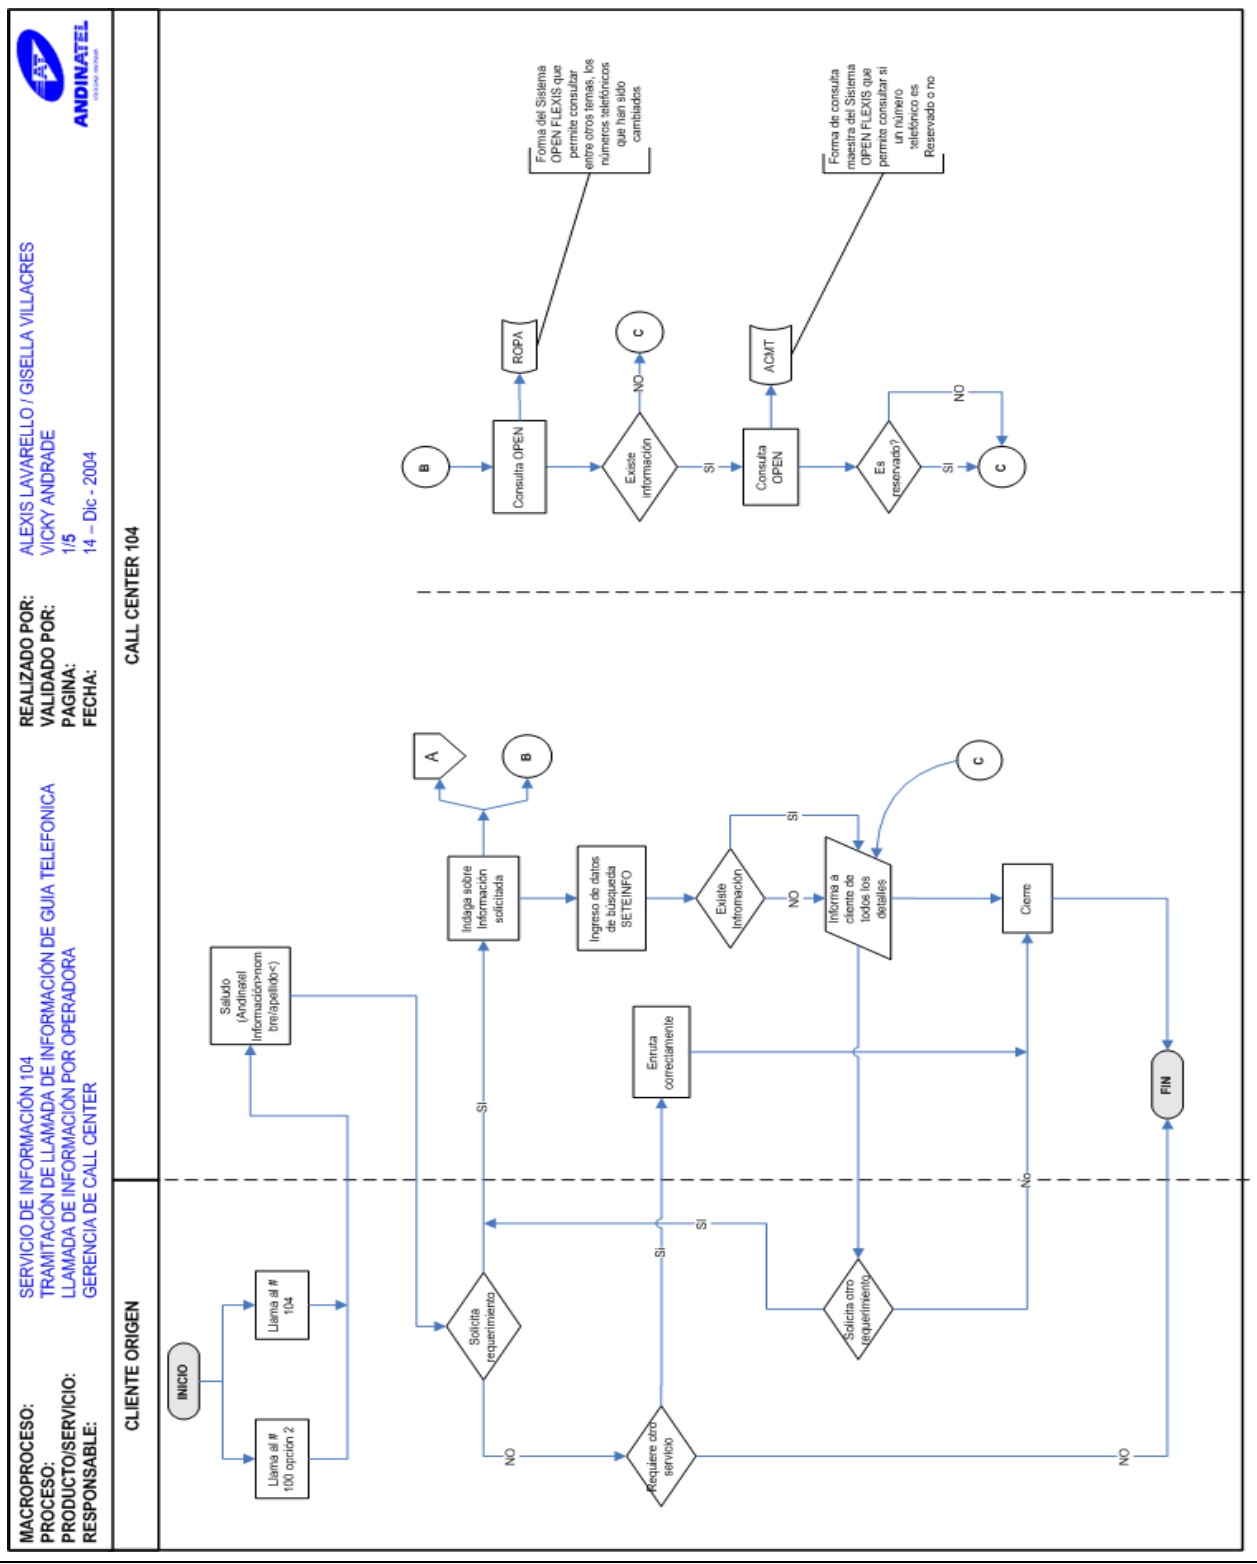 MACROPROCESO: SERVICIO DE INFORMACIÓN 104
PROCESO: TRAMITACIÓN DE LLAMADA DE INFORMACIÓN DE GUIA TELEFONICA
PRODUCTO/SERVICIO: LLAMADA DE INFORMACIÓN POR OPERADORA
RESPONSABLE: GERENCIA DE CALL CENTER
REALIZADO POR: ALEXIS LAVARELLO / GISELLA VILLACRES
VALIDADO POR: VICKY ANDRADE
PAGINA: 1/5
FECHA: 14 – Dic - 2004
AT
ANDINATEL
CLIENTE ORIGEN
CALL CENTER 104
INICIO
Llama al #
100 opción 2
Llama al #
104
Saludo
(Andinatel
Información>nom
bre/apellido<)
Solicita
requerimiento
SI
NO
Indaga sobre
Información
solicitada
A
B
Ingreso de datos
de búsqueda
SETEINFO
Existe
Infromación
SI
NO
Informa a
cliente de
todos los
detalles
C
Cierre
Requiere otro
servicio
Si
NO
Enruta
correctamente
Solicita otro
requerimiento
SI
No
FIN
B
Consulta OPEN
ROPA
Forma del Sistema
OPEN FLEXIS que
permite consultar
entre otros temas, los
números telefónicos
que han sido
cambiados
Existe
información
NO
C
SI
Consulta
OPEN
ACMT
Forma de consulta
maestra del Sistema
OPEN FLEXIS que
permite consultar si
un número
telefónico es
Reservado o no
Es
reservado?
NO
SI
C